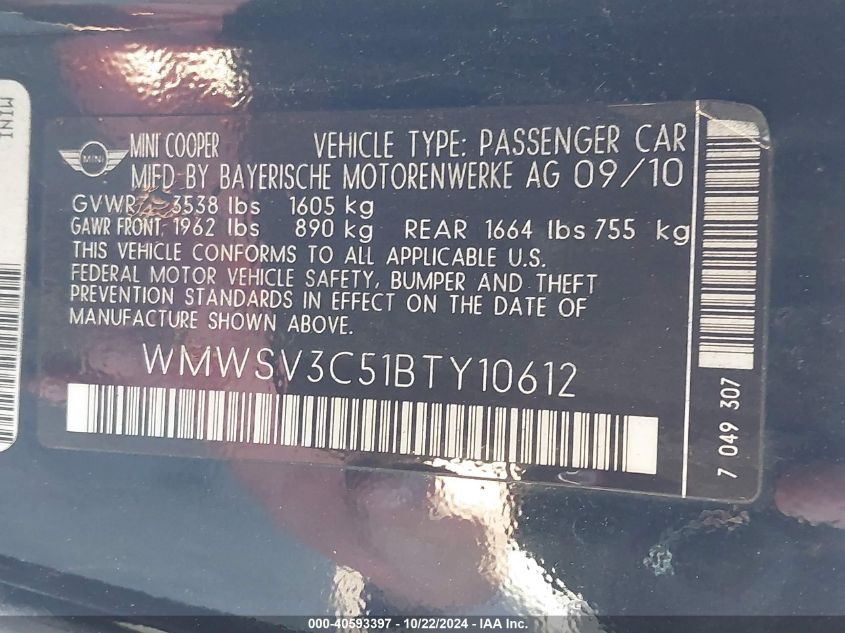 MINI
MINI
MINI COOPER VEHICLE TYPE: PASSENGER CAR
MFD BY BAYERISCHE MOTORENWERKE AG 09/10
GVWR 3538 lbs 1605 kg
GAWR FRONT 1962 lbs 890 kg REAR 1664 lbs 755 kg
THIS VEHICLE CONFORMS TO ALL APPLICABLE U.S.
FEDERAL MOTOR VEHICLE SAFETY, BUMPER AND THEFT
PREVENTION STANDARDS IN EFFECT ON THE DATE OF
MANUFACTURE SHOWN ABOVE.
WMWSV3C51BTY10612
7 049 307
000--40593397 - 10/22/2024 - IAA, Inc.